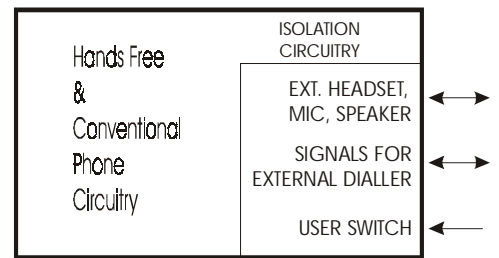 Hands Free
&
Conventional
Phone
Circuitry
ISOLATION
CIRCUITRY
EXT. HEADSET,
MIC, SPEAKER
SIGNALS FOR
EXTERNAL DIALLER
USER SWITCH